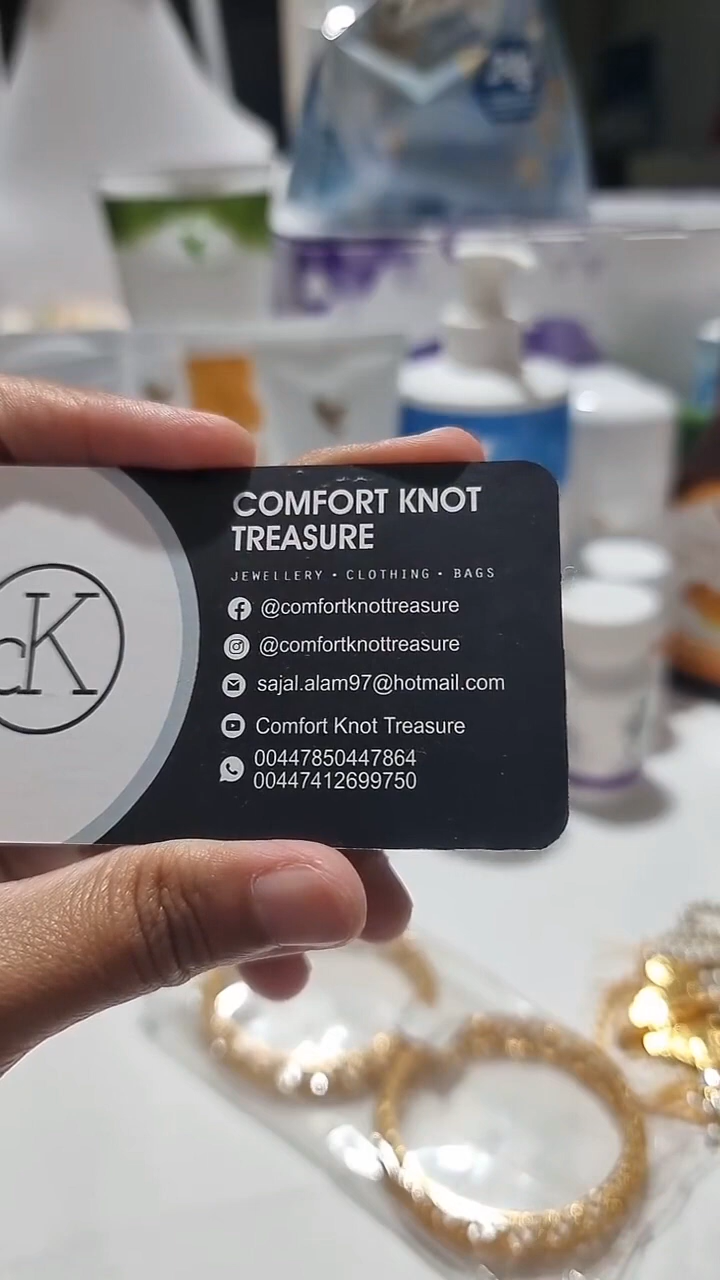 cK
COMFORT KNOT
TREASURE
JEWELLERY · CLOTHING · BAGS
@comfortknottreasure
@comfortknottreasure
sajal.alam97@hotmail.com
Comfort Knot Treasure
00447850447864
00447412699750